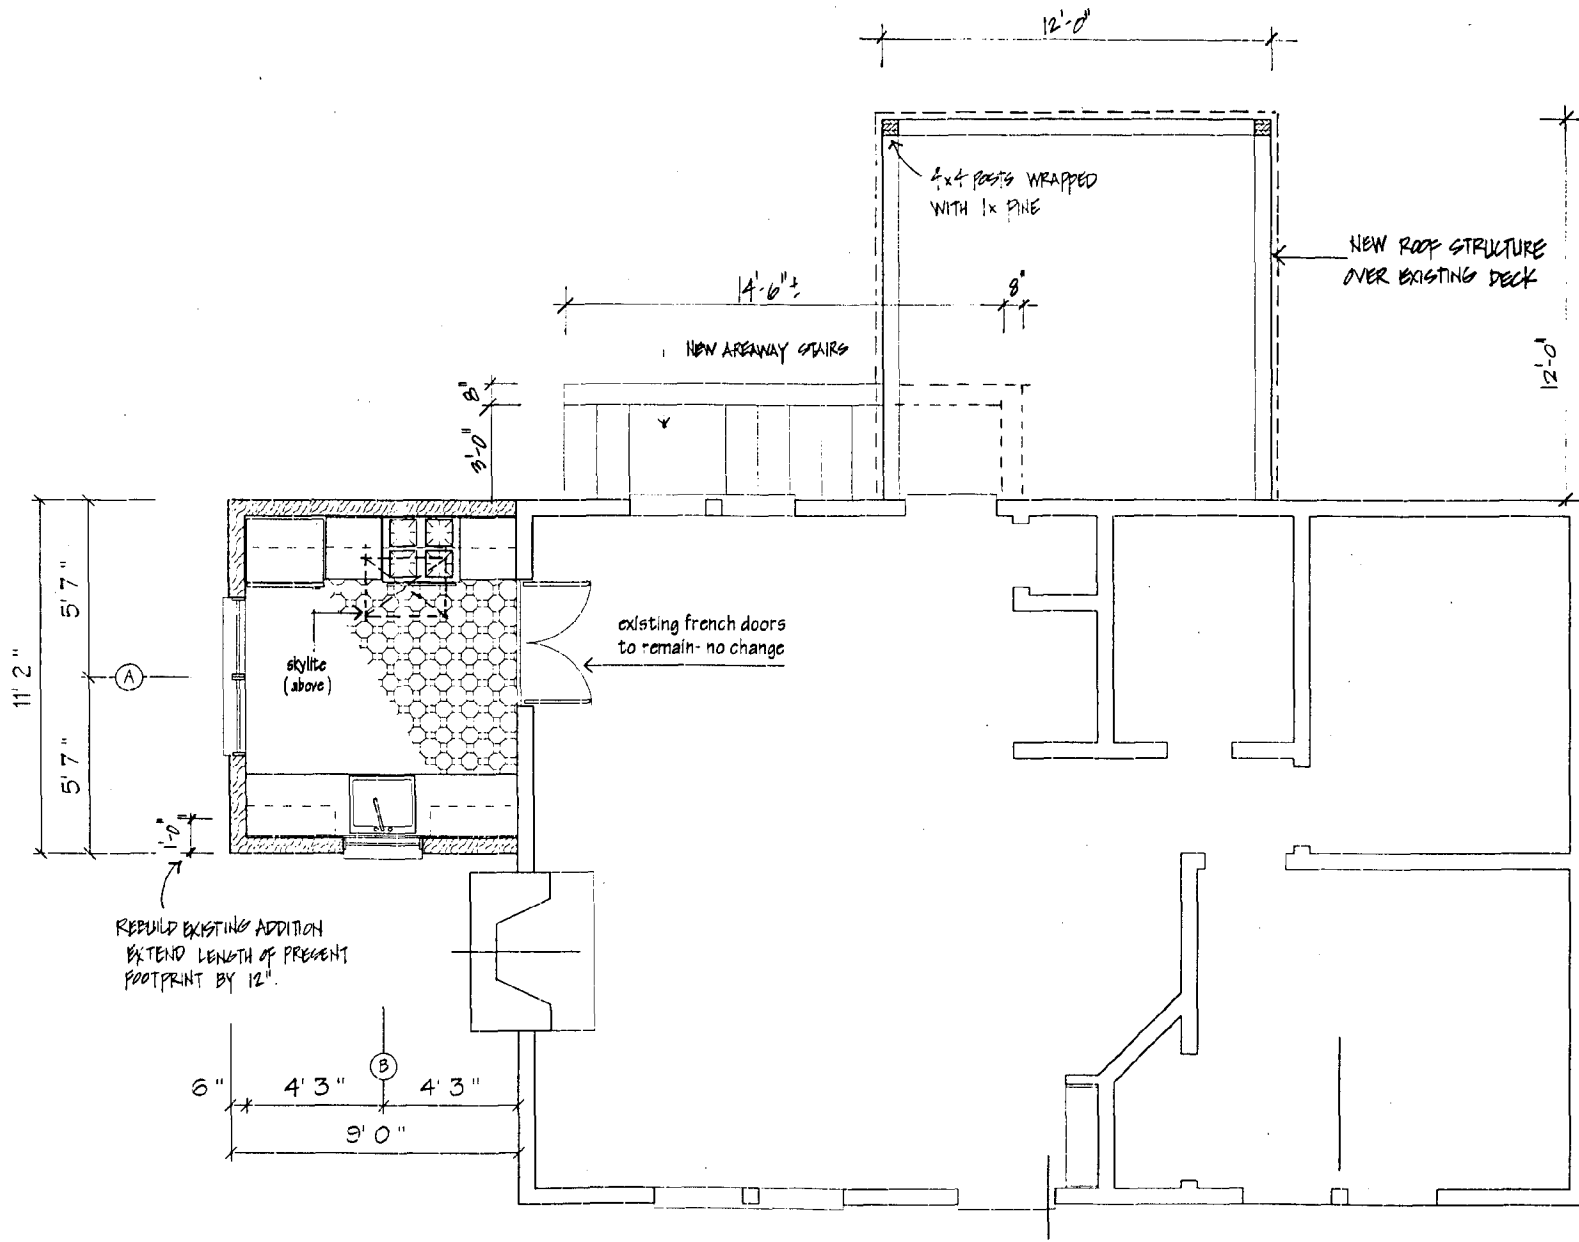 12'-0"
4x4 POSTS WRAPPED
WITH 1x PINE
NEW ROOF STRUCTURE
OVER EXISTING DECK
14'-6"±
8"
NEW AREAWAY STAIRS
12'-0"
8"
3'-0"
5'7"
11'2"
A
5'7"
existing french doors
to remain- no change
skylite
(above)
1'-0"
REBUILD EXISTING ADDITION
EXTEND LENGTH OF PRESENT
FOOTPRINT BY 12".
B
6"
4'3"
4'3"
9'0"